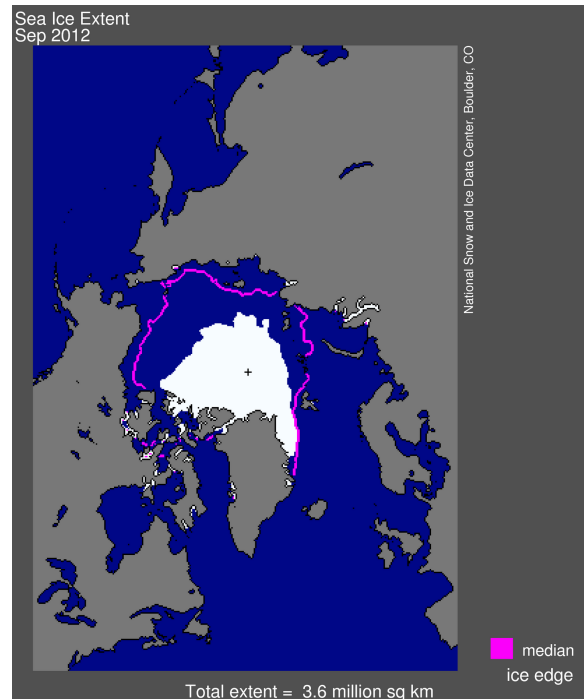 Sea Ice Extent
Sep 2012
National Snow and Ice Data Center, Boulder, CO
median
ice edge
Total extent = 3.6 million sq km